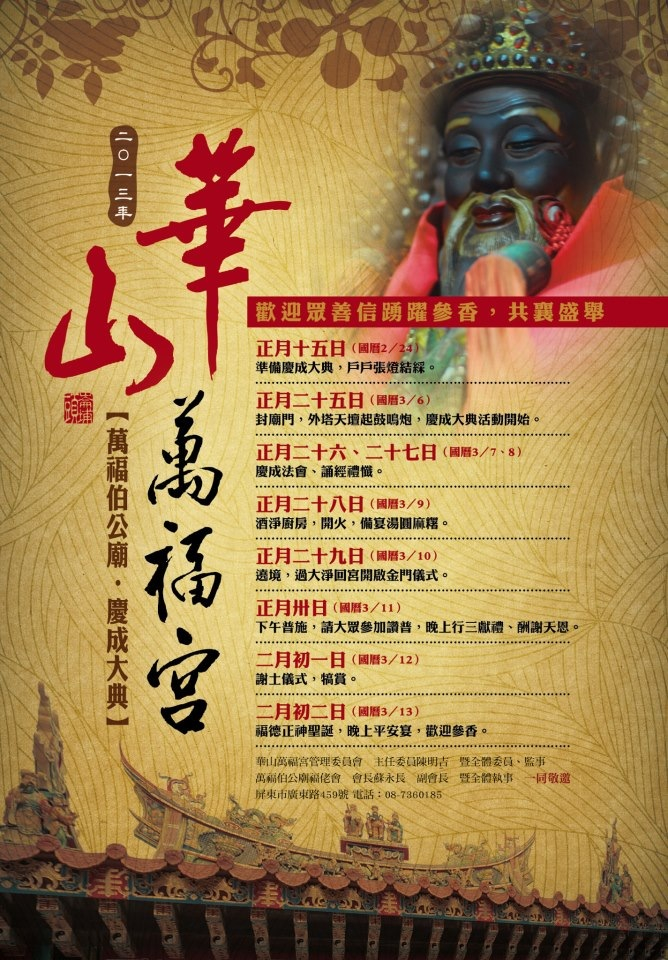 二〇一三年
華山
萬福宮
【萬福伯公廟・慶成大典】
歡迎眾善信踴躍參香，共襄盛舉
正月十五日（國曆2／24）
準備慶成大典，戶戶張燈結綵。
正月二十五日（國曆3／6）
封廟門，外塔天壇起鼓鳴炮，慶成大典活動開始。
正月二十六、二十七日（國曆3／7、8）
慶成法會、誦經禮懺。
正月二十八日（國曆3／9）
酒淨廚房，開火，備宴湯圓麻糬。
正月二十九日（國曆3／10）
遶境，過大淨回宮開啟金門儀式。
正月卅日（國曆3／11）
下午普施，請大眾參加讚普，晚上行三獻禮、酬謝天恩。
二月初一日（國曆3／12）
謝土儀式，犒賞。
二月初二日（國曆3／13）
福德正神聖誕，晚上平安宴，歡迎參香。
華山萬福宮管理委員會　主任委員陳明吉　暨全體委員、監事
萬福伯公廟福佬會　會長蘇永長　副會長　暨全體執事　一同敬邀
屏東市廣東路459號 電話：08-7360185